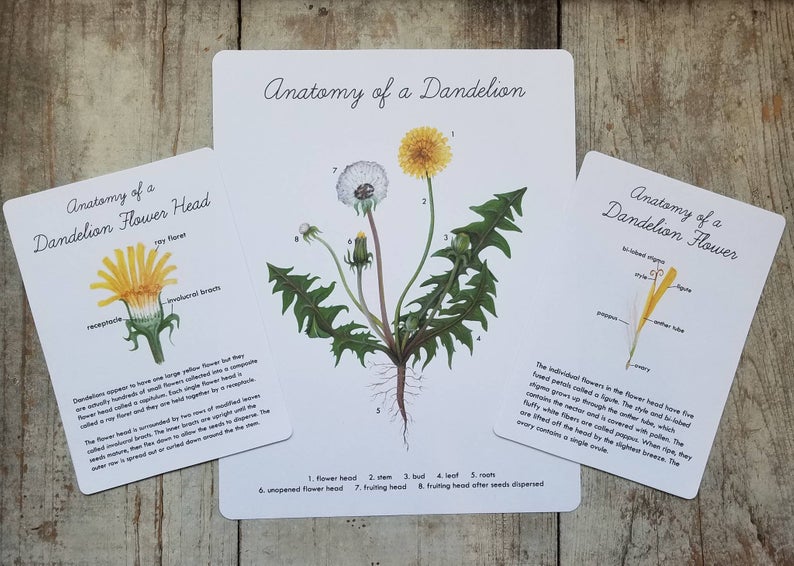 Anatomy of a
Dandelion Flower Head
ray floret
involucral bracts
receptacle
Dandelions appear to have one large yellow flower but they
are actually hundreds of small flowers collected into a composite
flower head called a capitulum. Each single flower head is
called a ray floret and they are held together by a receptacle.
The flower head is surrounded by two rows of modified leaves
called involucral bracts. The inner bracts are upright until the
seeds mature, then flex down to allow the seeds to disperse. The
outer row is spread out or curled down around the the stem.
Anatomy of a Dandelion
1
7
2
8
6
3
4
5
1. flower head 2. stem 3. bud 4. leaf 5. roots
6. unopened flower head 7. fruiting head 8. fruiting head after seeds dispersed
Anatomy of a
Dandelion Flower
bi-lobed stigma
style
ligute
pappus
anther tube
ovary
The individual flowers in the flower head have five
fused petals called a ligute. The style and bi-lobed
stigma grows up through the anther tube, which
contains the nectar and is covered with pollen. The
fluffy white fibers are called pappus. When ripe, they
are lifted off the head by the slightest breeze. The
ovary contains a single ovule.